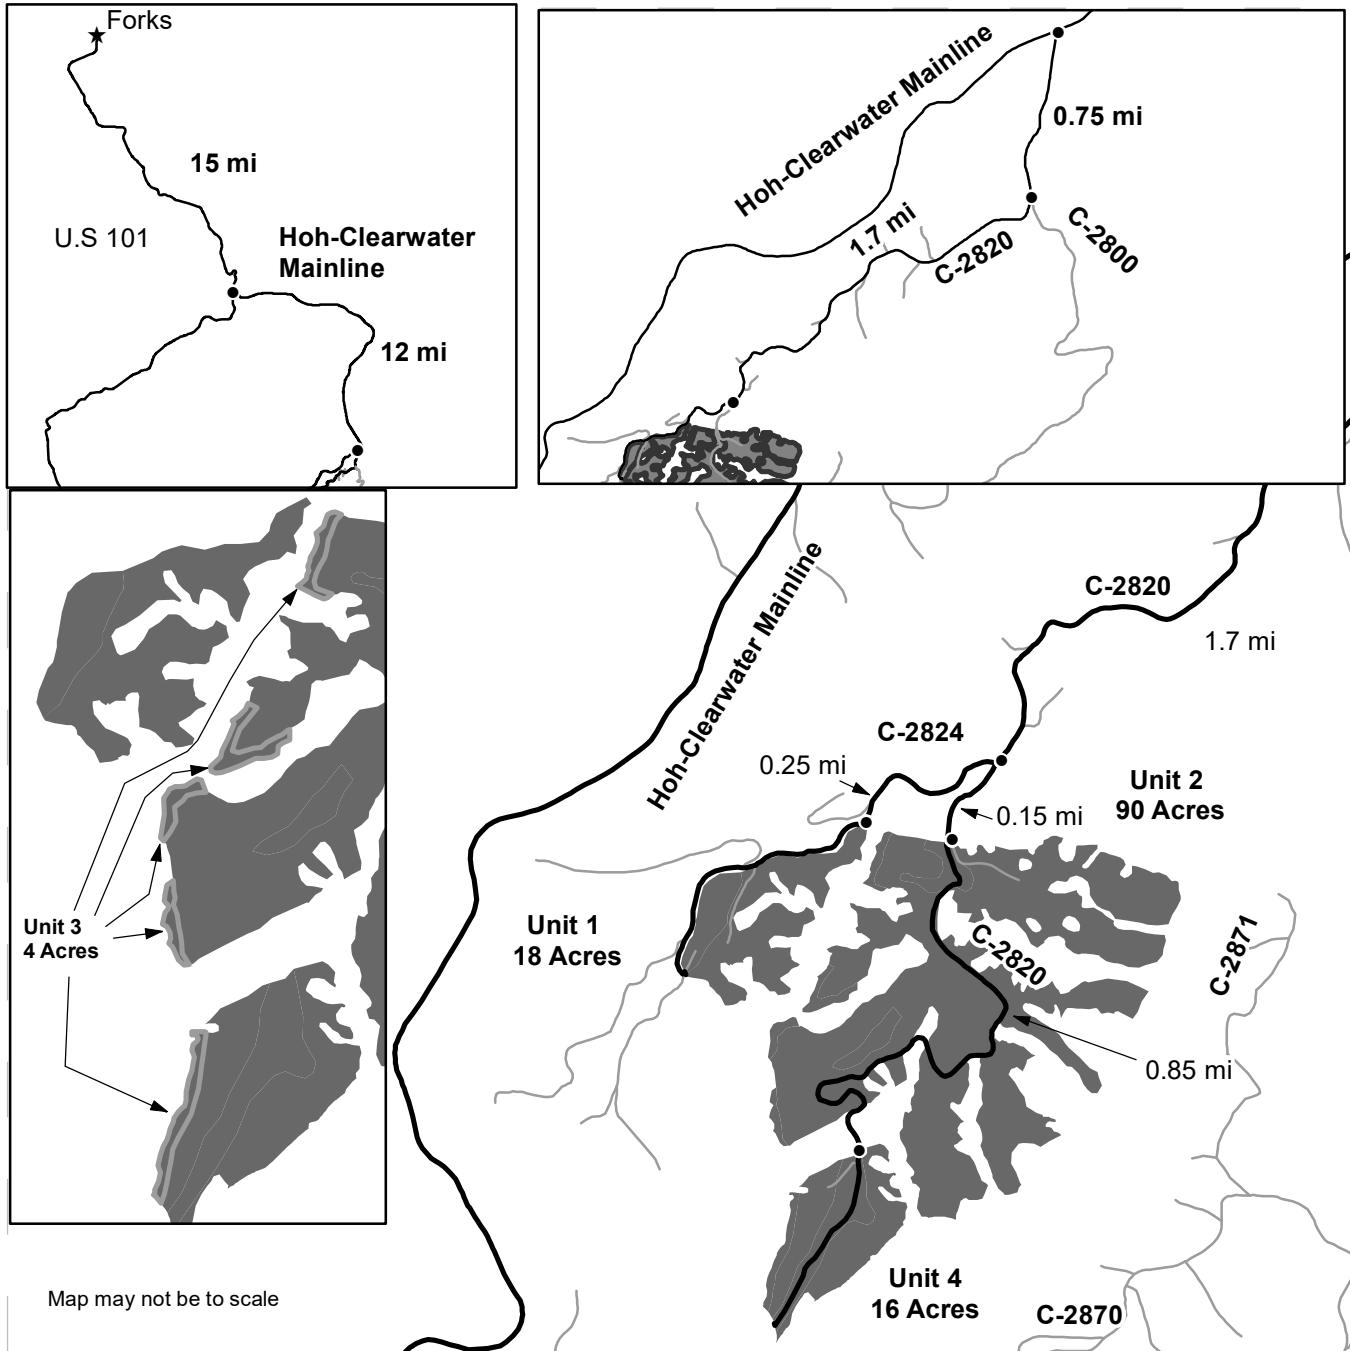 Forks
15 mi
U.S 101
Hoh-Clearwater
Mainline
12 mi
Hoh-Clearwater Mainline
0.75 mi
1.7 mi
C-2820
C-2800
Unit 3
4 Acres
Hoh-Clearwater Mainline
C-2820
1.7 mi
C-2824
0.25 mi
Unit 2
90 Acres
0.15 mi
Unit 1
18 Acres
C-2820
C-2871
0.85 mi
Unit 4
16 Acres
C-2870
Map may not be to scale